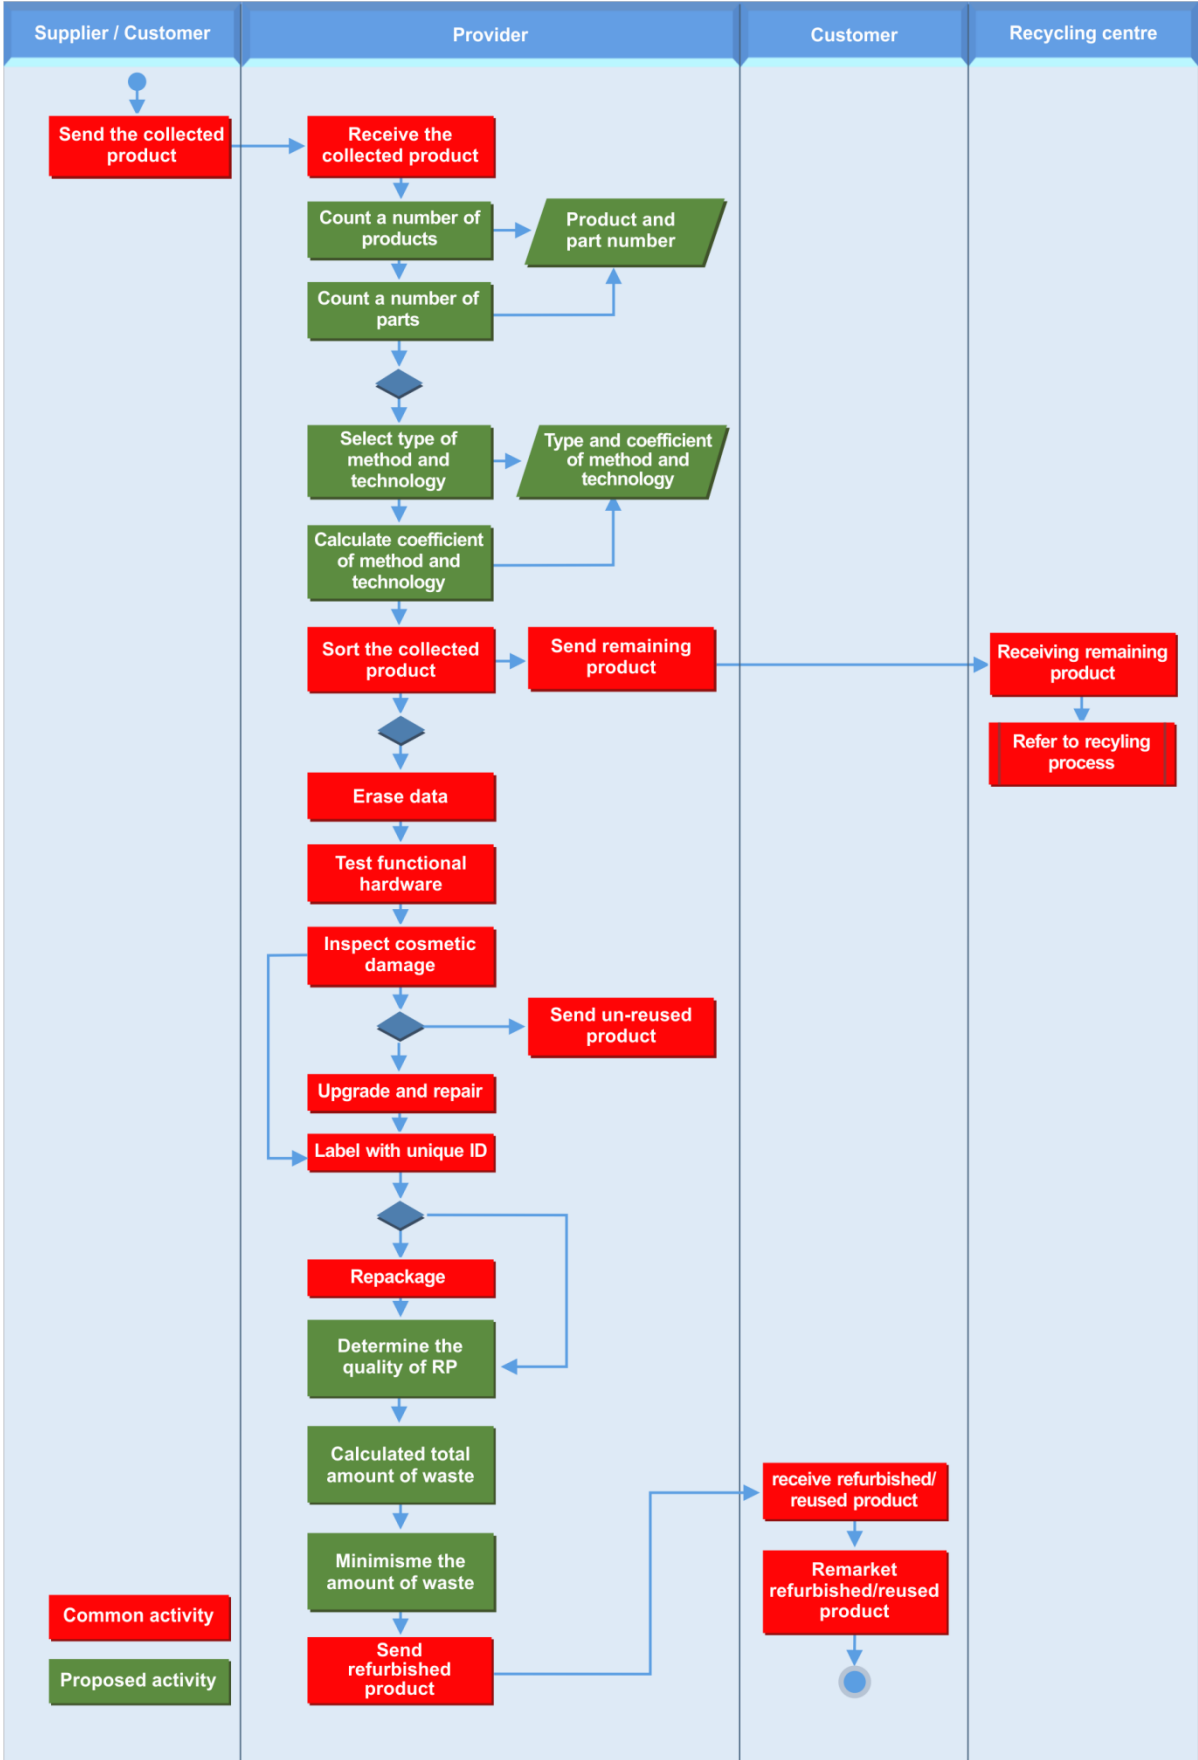 Supplier / Customer
Provider
Customer
Recycling centre
Send the collected
product
Receive the
collected product
Count a number of
products
Product and
part number
Count a number of
parts
Select type of
method and
technology
Type and coefficient
of method and
technology
Calculate coefficient
of method and
technology
Sort the collected
product
Send remaining
product
Receiving remaining
product
Refer to recyling
process
Erase data
Test functional
hardware
Inspect cosmetic
damage
Send un-reused
product
Upgrade and repair
Label with unique ID
Repackage
Determine the
quality of RP
Calculated total
amount of waste
Minimisme the
amount of waste
Send
refurbished
product
receive refurbished/
reused product
Remarket
refurbished/reused
product
Common activity
Proposed activity